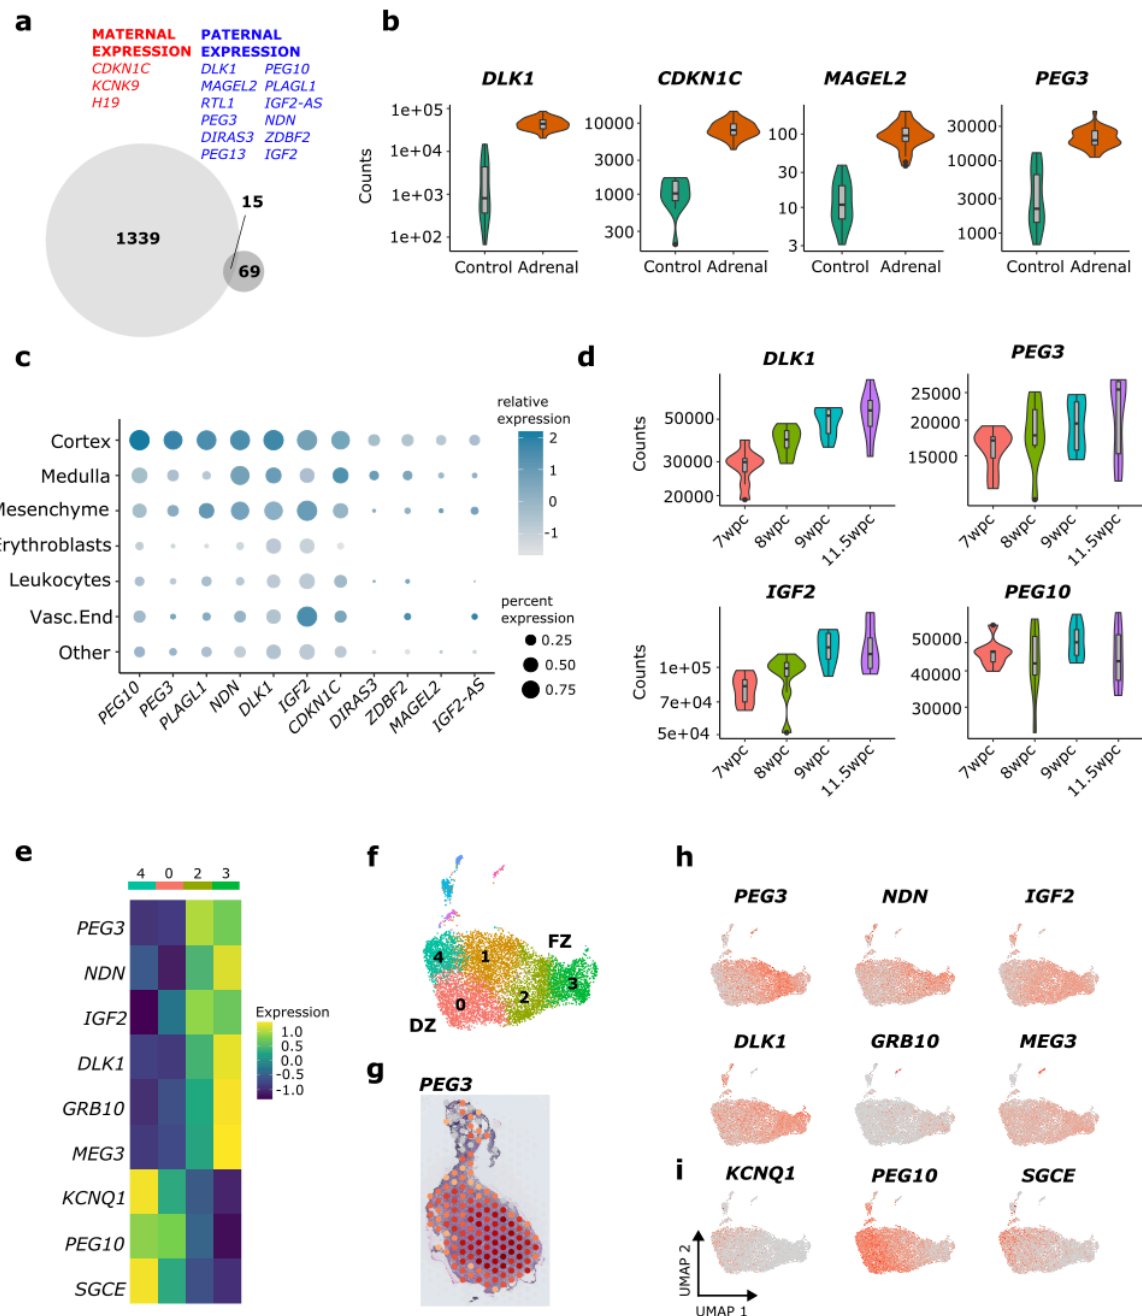 a
MATERNAL PATERNAL
EXPRESSION EXPRESSION
CDKN1C DLK1 PEG10
KCNK9 MAGEL2 PLAGL1
H19 RTL1 IGF2-AS
PEG3 NDN
DIRAS3 ZDBF2
PEG13 IGF2
15
1339
69
b
DLK1 CDKN1C MAGEL2 PEG3
Counts
1e+05
1e+04
1e+03
1e+02
Control Adrenal
10000
3000
1000
300
Control Adrenal
100
30
10
3
Control Adrenal
30000
10000
3000
1000
Control Adrenal
c
Cortex
Medulla
Mesenchyme
Erythroblasts
Leukocytes
Vasc.End
Other
PEG10 PEG3 PLAGL1 NDN DLK1 IGF2 CDKN1C DIRAS3 ZDBF2 MAGEL2 IGF2-AS
relative
expression
2
1
0
-1
percent
expression
0.25
0.50
0.75
d
DLK1
Counts
50000
30000
20000
7wpc 8wpc 9wpc 11.5wpc
PEG3
25000
20000
15000
7wpc 8wpc 9wpc 11.5wpc
IGF2
Counts
1e+05
7e+04
5e+04
7wpc 8wpc 9wpc 11.5wpc
PEG10
50000
40000
30000
7wpc 8wpc 9wpc 11.5wpc
e
4 0 2 3
PEG3
NDN
IGF2
DLK1
GRB10
MEG3
KCNQ1
PEG10
SGCE
Expression
1.0
0.5
0.0
-0.5
-1.0
f
FZ
4 1
3
2
0
DZ
g
PEG3
h
PEG3 NDN IGF2
DLK1 GRB10 MEG3
i
KCNQ1 PEG10 SGCE
UMAP 2
UMAP 1